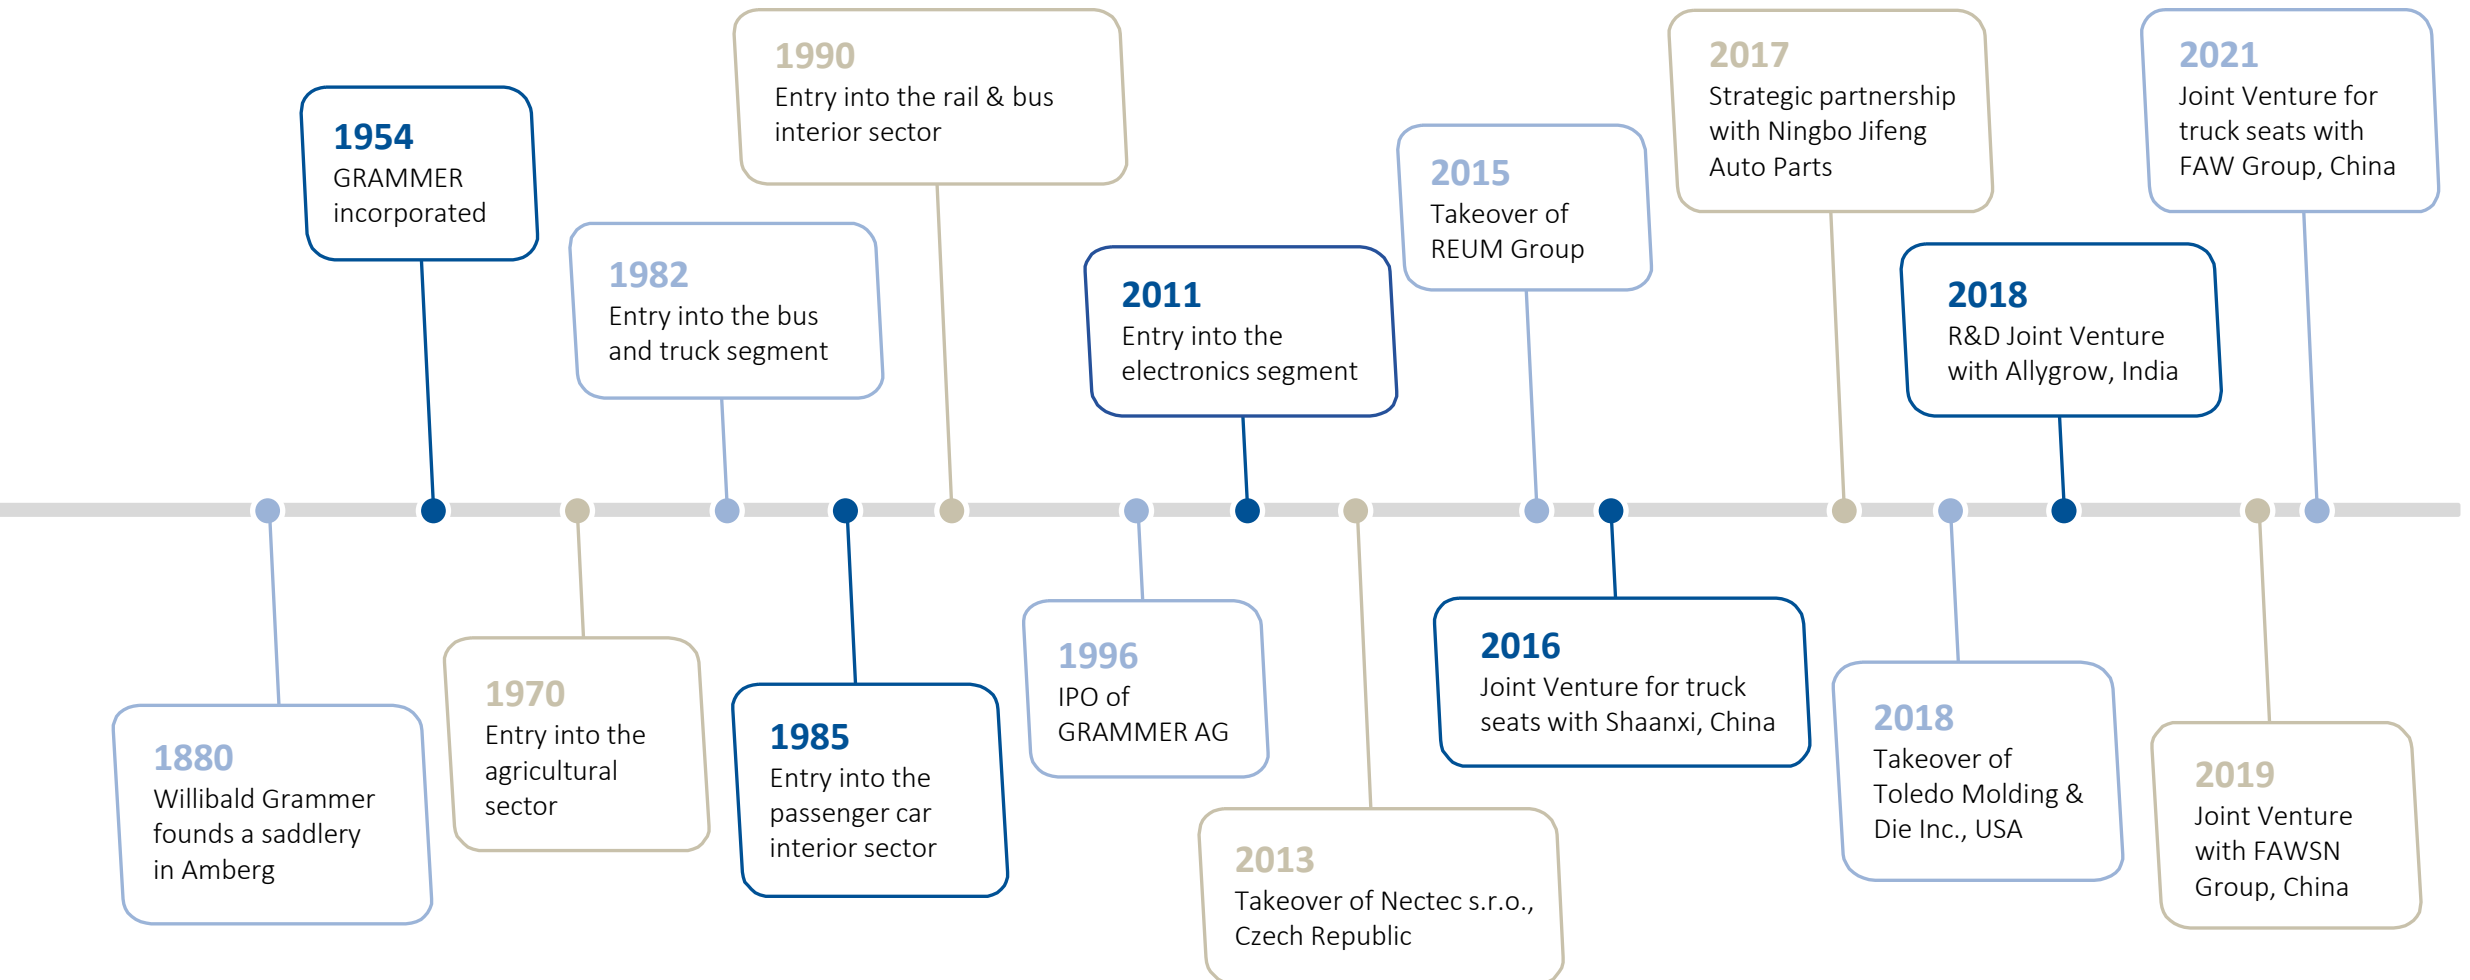 1880
Willibald Grammer
founds a saddlery
in Amberg
1954
GRAMMER
incorporated
1970
Entry into the
agricultural
sector
1982
Entry into the bus
and truck segment
1985
Entry into the
passenger car
interior sector
1990
Entry into the rail & bus
interior sector
1996
IPO of
GRAMMER AG
2011
Entry into the
electronics segment
2013
Takeover of Nectec s.r.o.,
Czech Republic
2015
Takeover of
REUM Group
2016
Joint Venture for truck
seats with Shaanxi, China
2017
Strategic partnership
with Ningbo Jifeng
Auto Parts
2018
Takeover of
Toledo Molding &
Die Inc., USA
2018
R&D Joint Venture
with Allygrow, India
2019
Joint Venture
with FAWSN
Group, China
2021
Joint Venture for
truck seats with
FAW Group, China